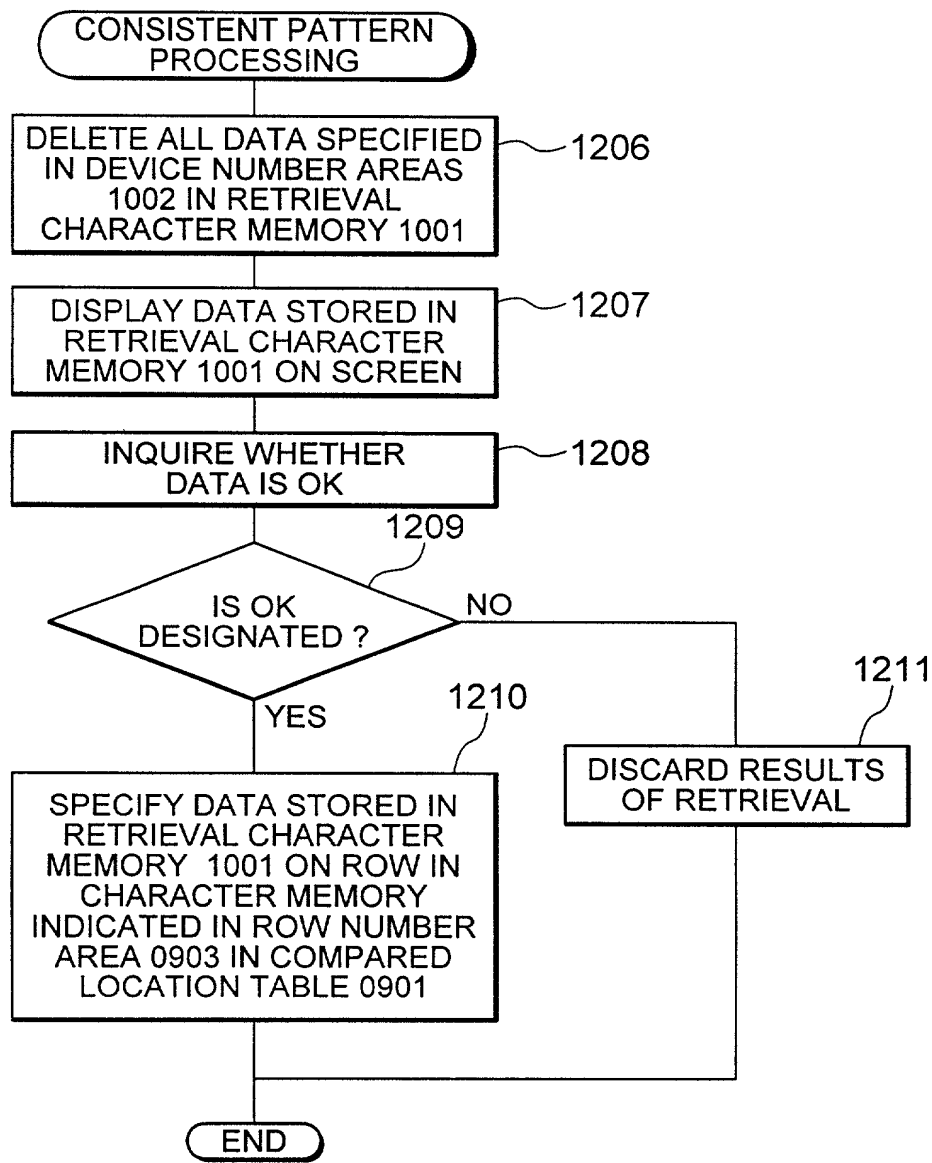 CONSISTENT PATTERN
PROCESSING
DELETE ALL DATA SPECIFIED
IN DEVICE NUMBER AREAS
1002 IN RETRIEVAL
CHARACTER MEMORY 1001
1206
DISPLAY DATA STORED IN
RETRIEVAL CHARACTER
MEMORY 1001 ON SCREEN
1207
INQUIRE WHETHER
DATA IS OK
1208
1209
IS OK
DESIGNATED ?
NO
YES
1210
SPECIFY DATA STORED IN
RETRIEVAL CHARACTER
MEMORY 1001 ON ROW IN
CHARACTER MEMORY
INDICATED IN ROW NUMBER
AREA 0903 IN COMPARED
LOCATION TABLE 0901
1211
DISCARD RESULTS
OF RETRIEVAL
END